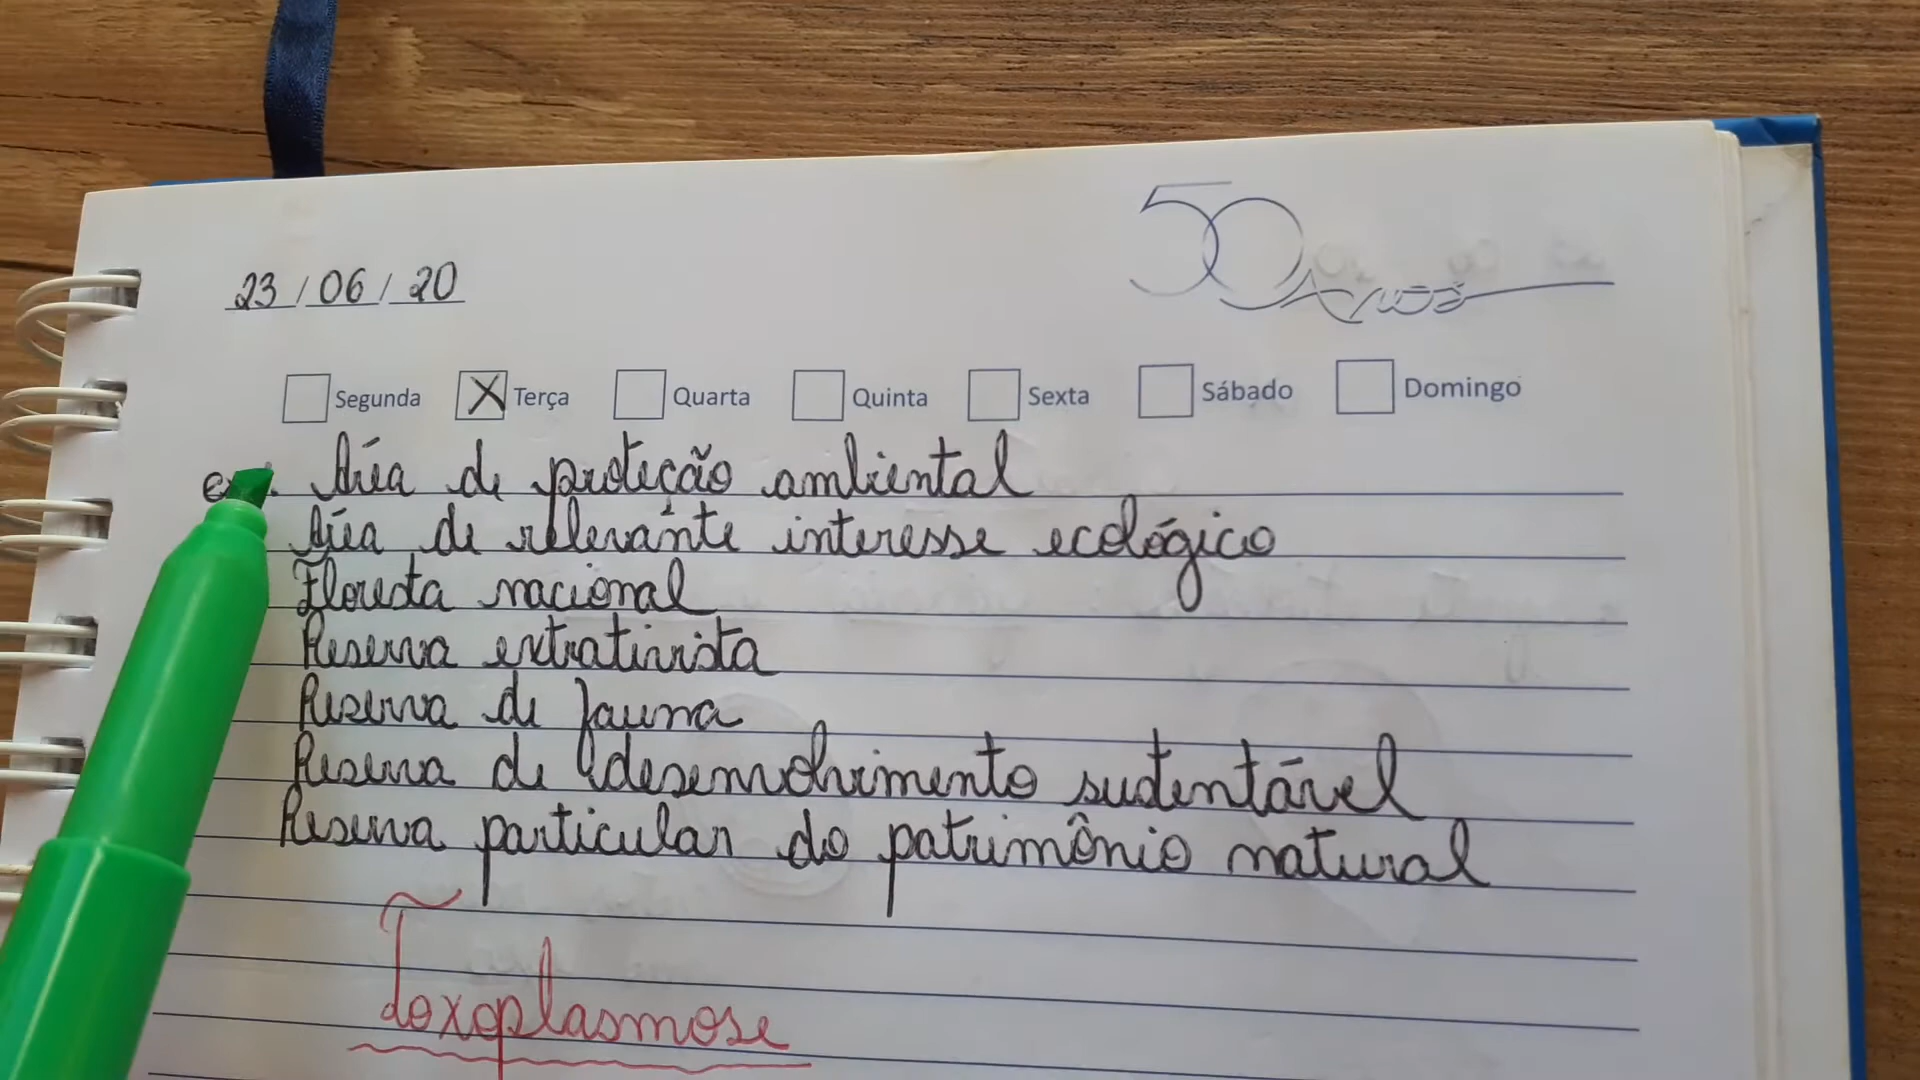 50 Anos
23/06/20
Segunda X Terça Quarta Quinta Sexta Sábado Domingo
Área de proteção ambiental
Área de relevante interesse ecológico
Floresta nacional
Reserva extrativista
Reserva de fauna
Reserva de desenvolvimento sustentável
Reserva particular do patrimônio natural
Toxoplasmose